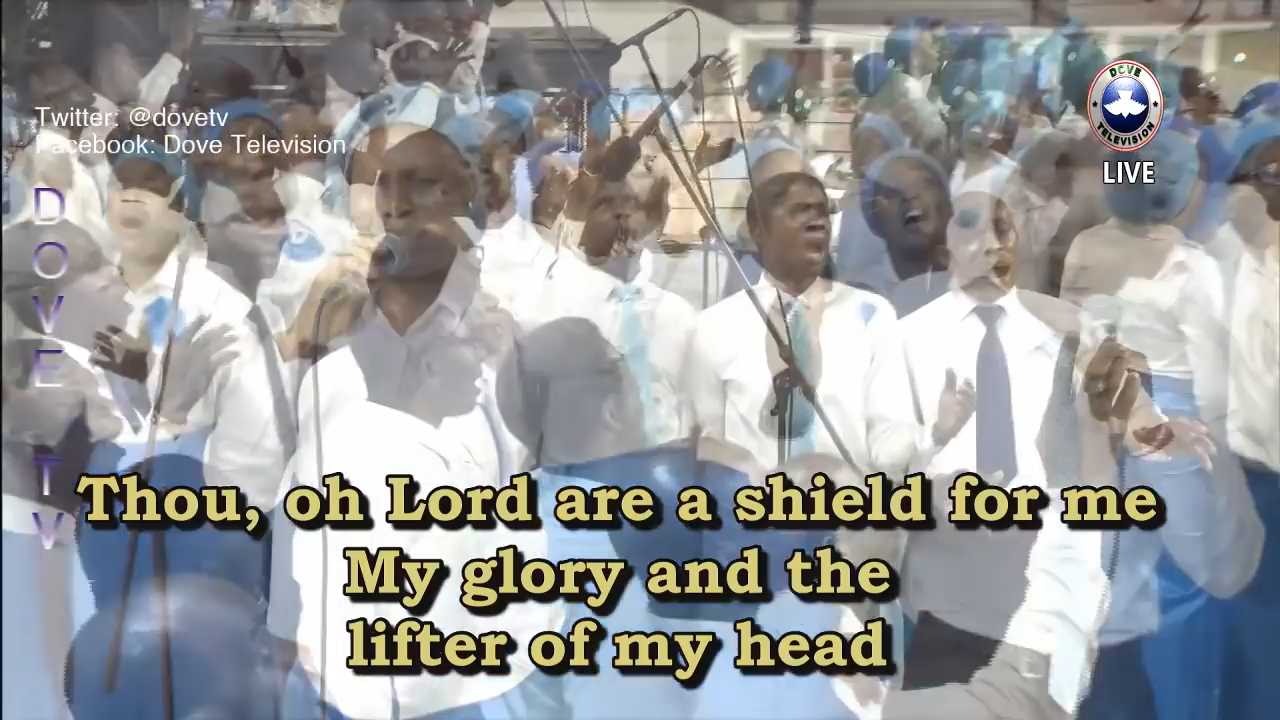 Twitter: @dovetv
Facebook: Dove Television
DOVE
TELEVISION
LIVE
DOVE TV
Thou, oh Lord are a shield for me
My glory and the
lifter of my head